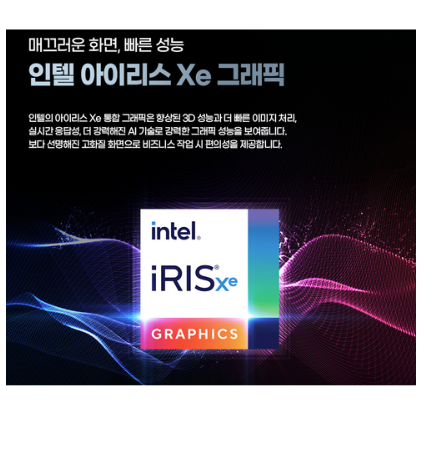 매끄러운 화면, 빠른 성능
인텔 아이리스 Xe 그래픽
인텔의 아이리스 Xe 통합 그래픽은 향상된 3D 성능과 더 빠른 이미지 처리,
실시간 응답성, 더 강력해진 AI 기술로 강력한 그래픽 성능을 보여줍니다.
보다 선명해진 고화질 화면으로 비즈니스 작업 시 편의성을 제공합니다.
intel.
iRIS® Xe
GRAPHICS